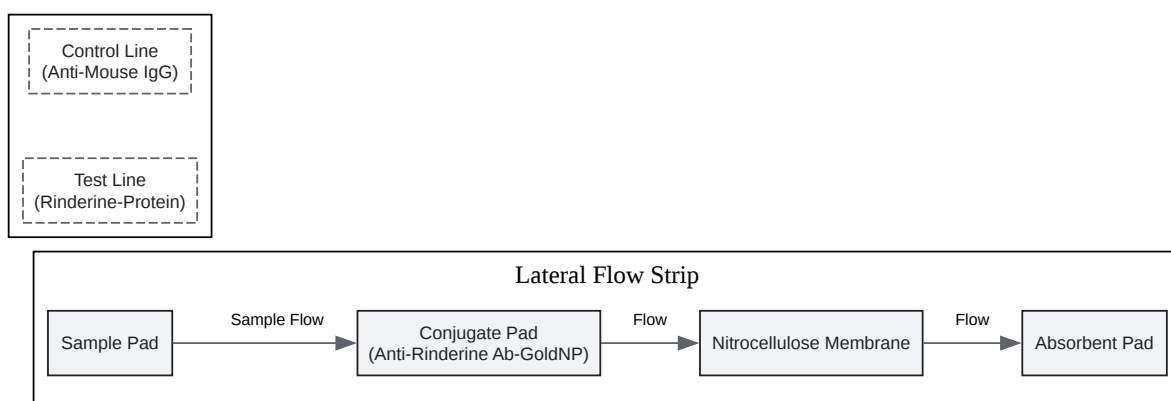 Control Line
(Anti-Mouse IgG)
Test Line
(Rinderine-Protein)
Lateral Flow Strip
Sample Pad
Sample Flow
Conjugate Pad
(Anti-Rinderine Ab-GoldNP)
Flow
Nitrocellulose Membrane
Flow
Absorbent Pad